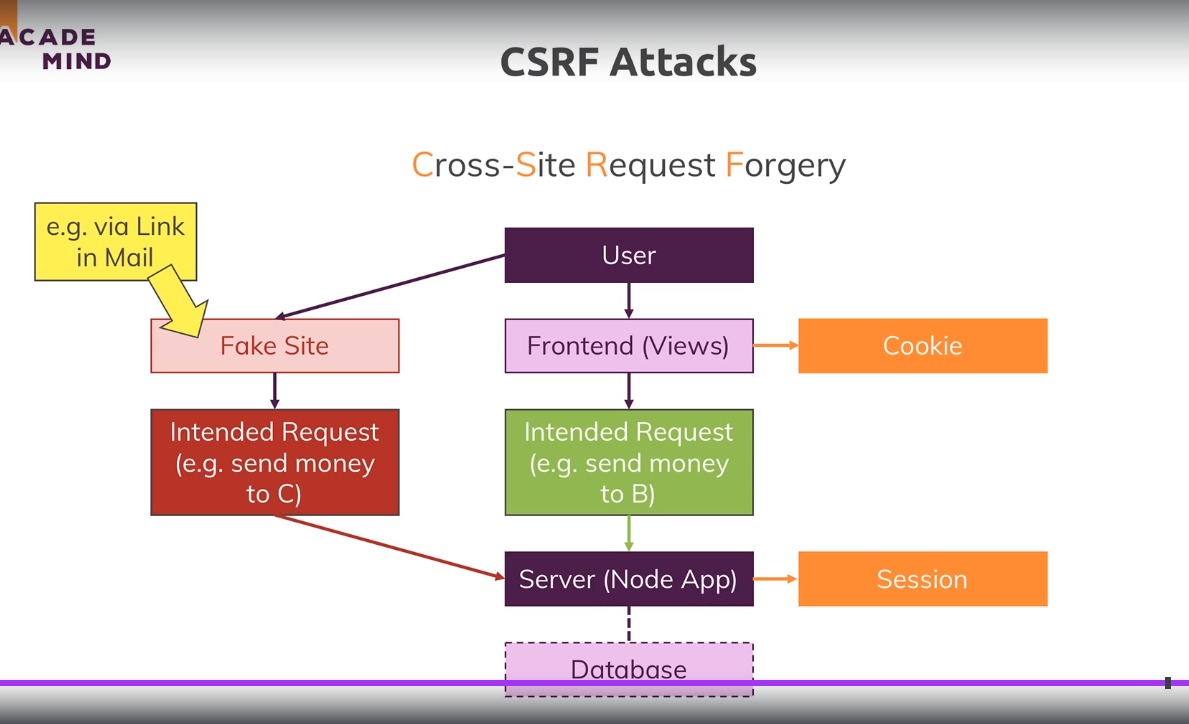 ACADE
MIND
CSRF Attacks
Cross-Site Request Forgery
e.g. via Link
in Mail
User
Fake Site
Frontend (Views)
Cookie
Intended Request
(e.g. send money
to C)
Intended Request
(e.g. send money
to B)
Server (Node App)
Session
Database